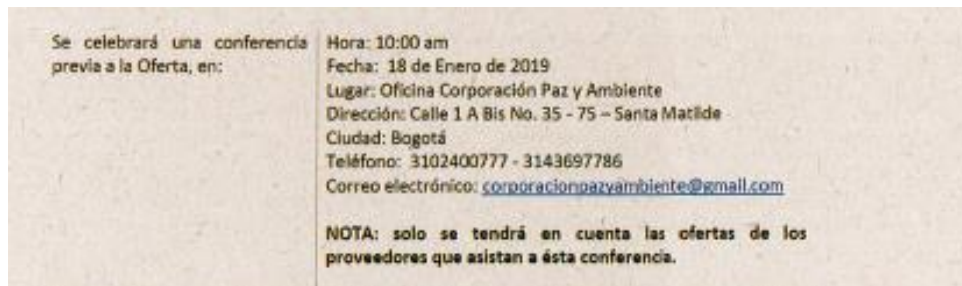 Se celebrará una conferencia
previa a la Oferta, en:
Hora: 10:00 am
Fecha: 18 de Enero de 2019
Lugar: Oficina Corporación Paz y Ambiente
Dirección: Calle 1 A Bis No. 35 - 75 – Santa Matilde
Ciudad: Bogotá
Teléfono: 3102400777 - 3143697786
Correo electrónico: corporacionpazyambiente@gmail.com
NOTA: solo se tendrá en cuenta las ofertas de los
proveedores que asistan a ésta conferencia.